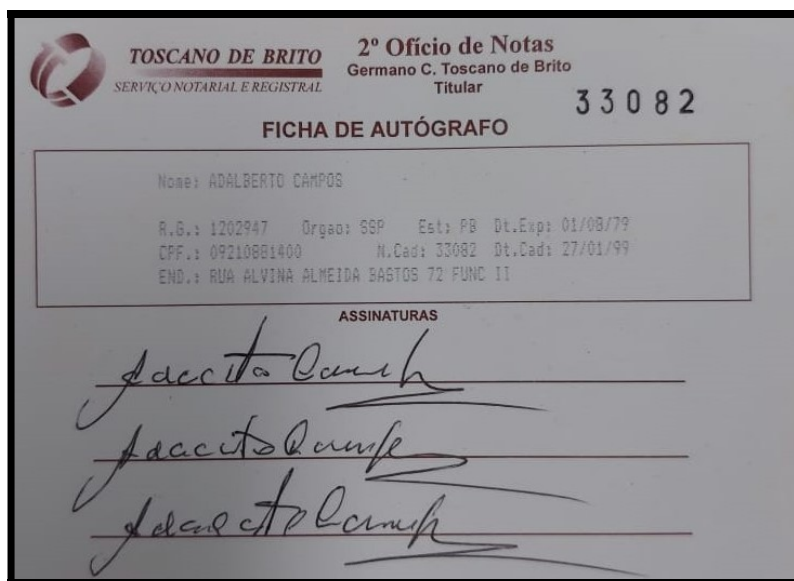 TOSCANO DE BRITO
SERVIÇO NOTARIAL E REGISTRAL
2º Ofício de Notas
Germano C. Toscano de Brito
Titular
33082
FICHA DE AUTÓGRAFO
Nome: ADALBERTO CAMPOS
R.G.: 1202947 Orgao: SSP Est: PB Dt.Exp: 01/08/79
CPF.: 09210881400 N.Cad: 33082 Dt.Cad: 27/01/99
END.: RUA ALVINA ALMEIDA BASTOS 72 FUNC II
ASSINATURAS